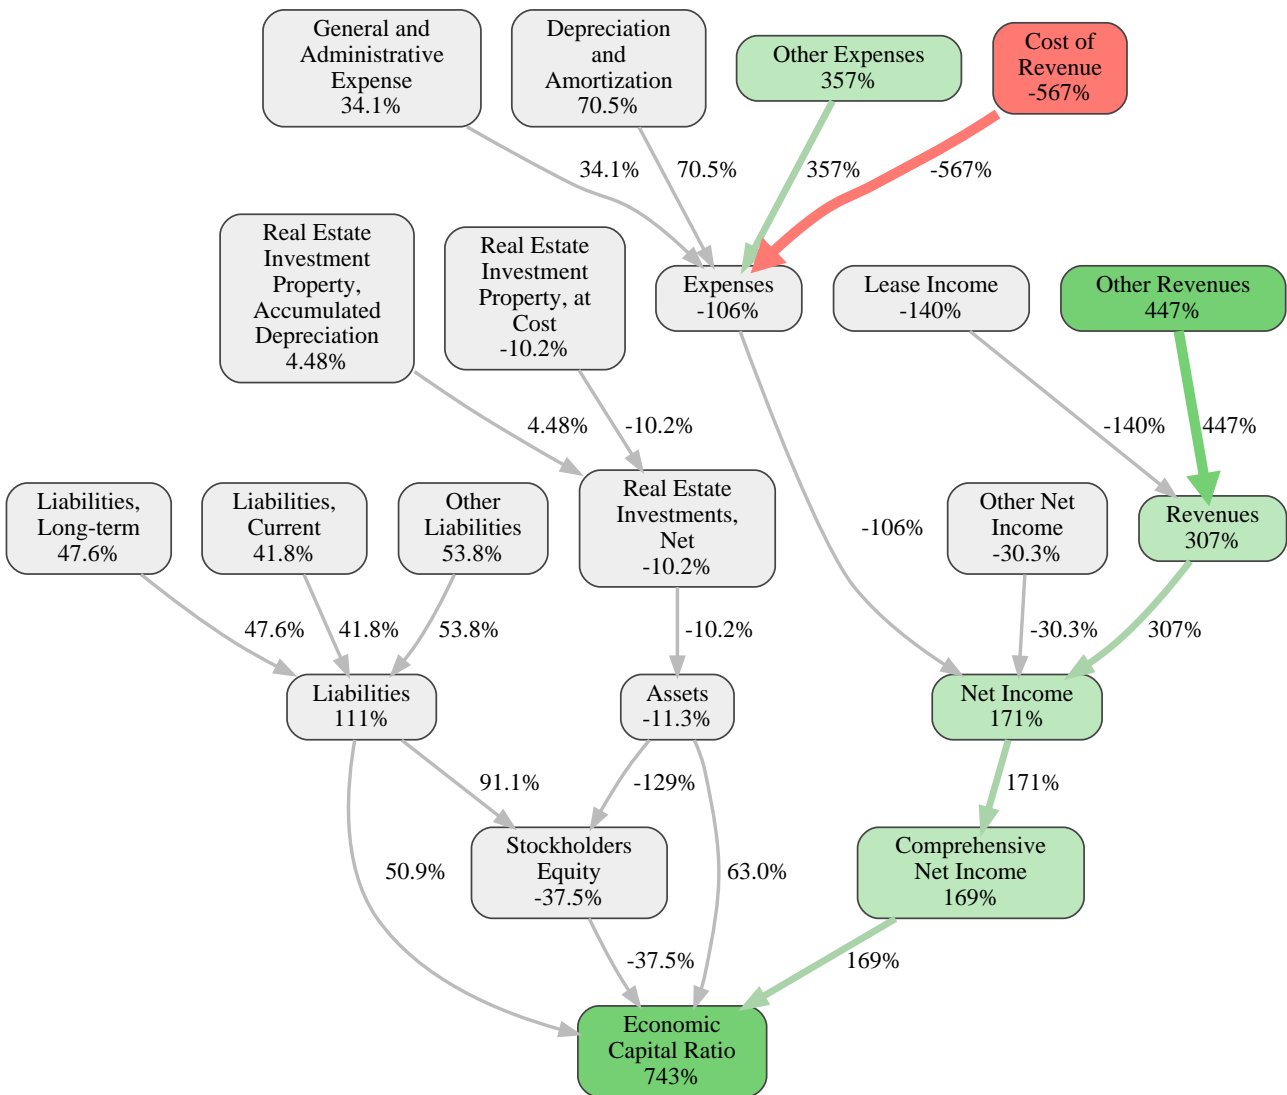 General and
Administrative
Expense
34.1%
Depreciation
and
Amortization
70.5%
Other Expenses
357%
Cost of
Revenue
-567%
34.1%
70.5%
357%
-567%
Real Estate
Investment
Property,
Accumulated
Depreciation
4.48%
Real Estate
Investment
Property, at
Cost
-10.2%
Expenses
-106%
Lease Income
-140%
Other Revenues
447%
4.48%
-10.2%
-140%
447%
Liabilities,
Long-term
47.6%
Liabilities,
Current
41.8%
Other
Liabilities
53.8%
Real Estate
Investments,
Net
-10.2%
-106%
Other Net
Income
-30.3%
Revenues
307%
47.6%
41.8%
53.8%
-10.2%
-30.3%
307%
Liabilities
111%
Assets
-11.3%
Net Income
171%
91.1%
-129%
171%
50.9%
Stockholders
Equity
-37.5%
63.0%
Comprehensive
Net Income
169%
-37.5%
169%
Economic
Capital Ratio
743%